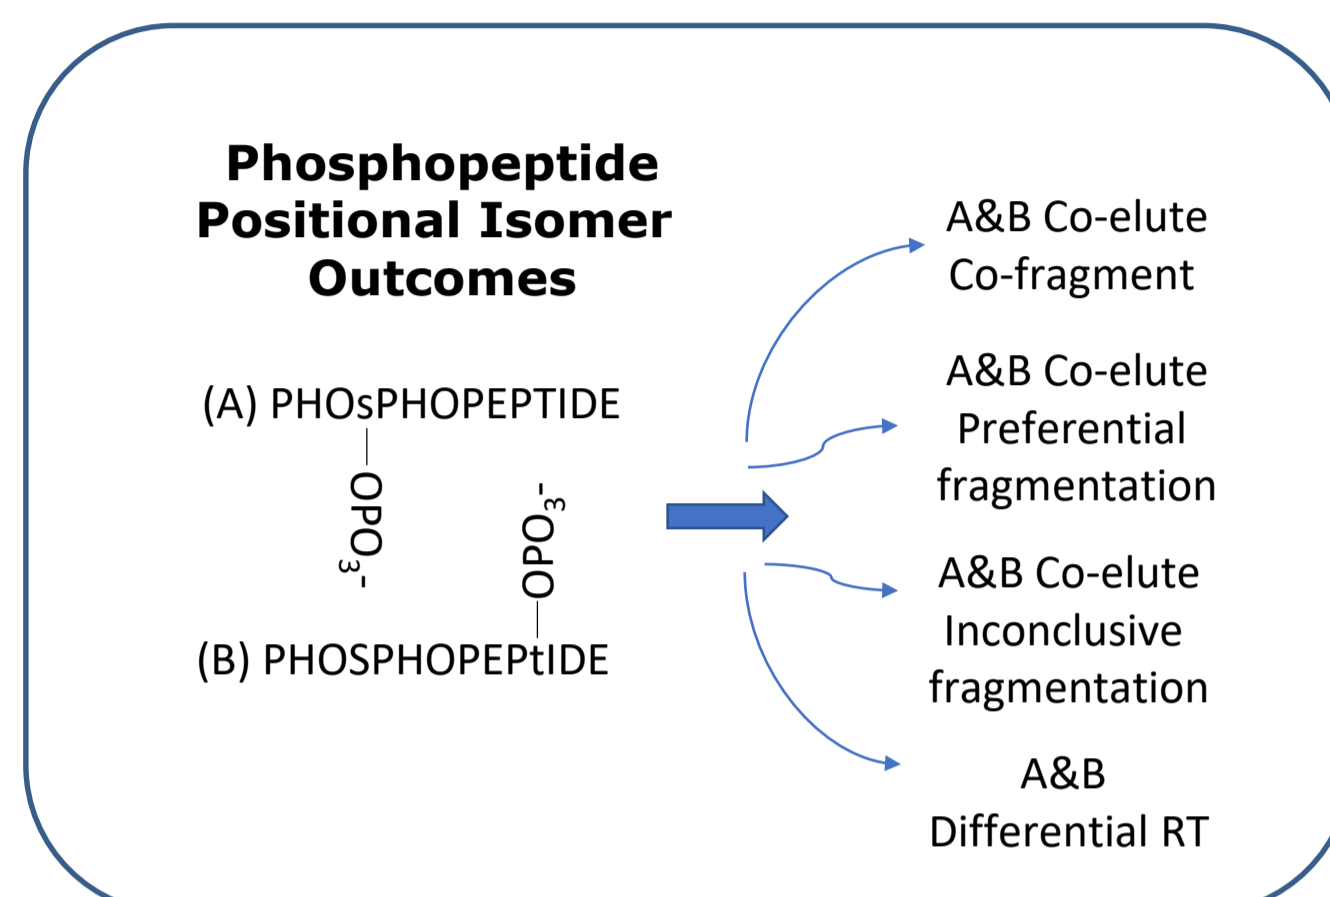 Phosphopeptide
Positional Isomer
Outcomes
(A) PHOsPHOPEPTIDE
OPO₃⁻
OPO₃⁻
(B) PHOSPHOPEPtIDE
A&B Co-elute
Co-fragment
A&B Co-elute
Preferential
fragmentation
A&B Co-elute
Inconclusive
fragmentation
A&B
Differential RT